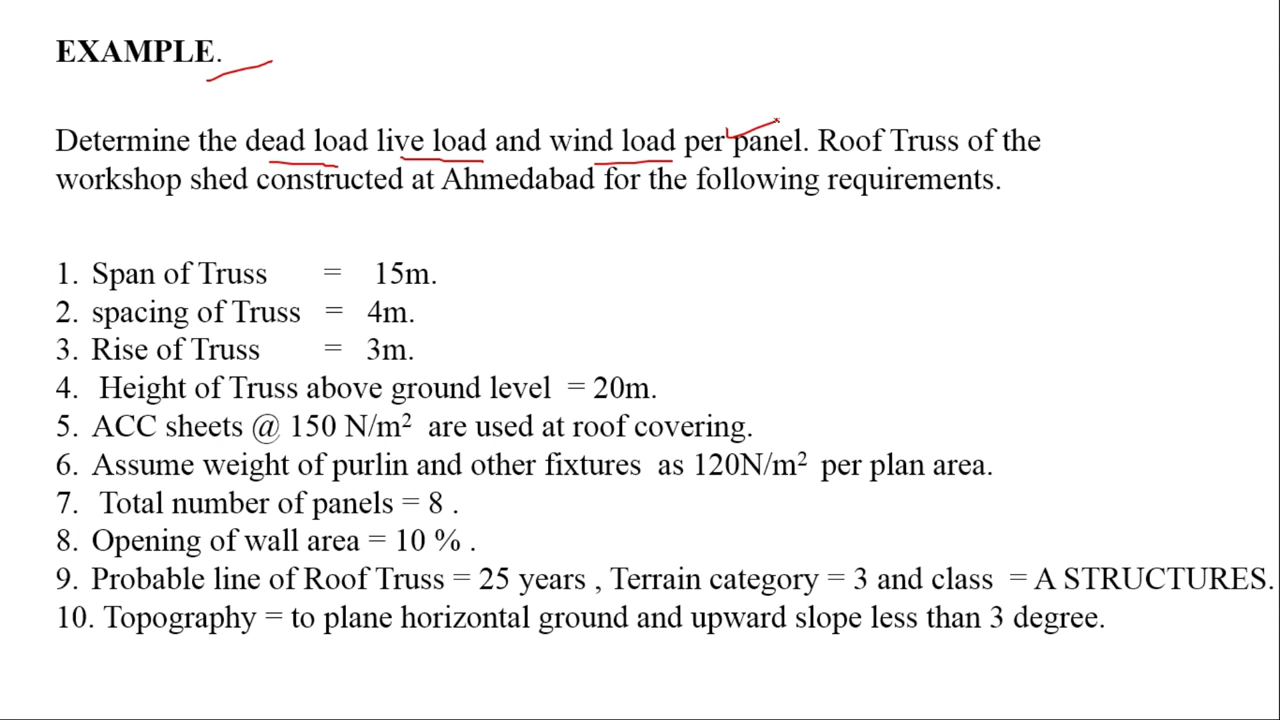 EXAMPLE.
Determine the dead load live load and wind load per panel. Roof Truss of the
workshop shed constructed at Ahmedabad for the following requirements.
1. Span of Truss = 15m.
2. spacing of Truss = 4m.
3. Rise of Truss = 3m.
4. Height of Truss above ground level = 20m.
5. ACC sheets @ 150 N/m² are used at roof covering.
6. Assume weight of purlin and other fixtures as 120N/m² per plan area.
7. Total number of panels = 8 .
8. Opening of wall area = 10 % .
9. Probable line of Roof Truss = 25 years , Terrain category = 3 and class = A STRUCTURES.
10. Topography = to plane horizontal ground and upward slope less than 3 degree.